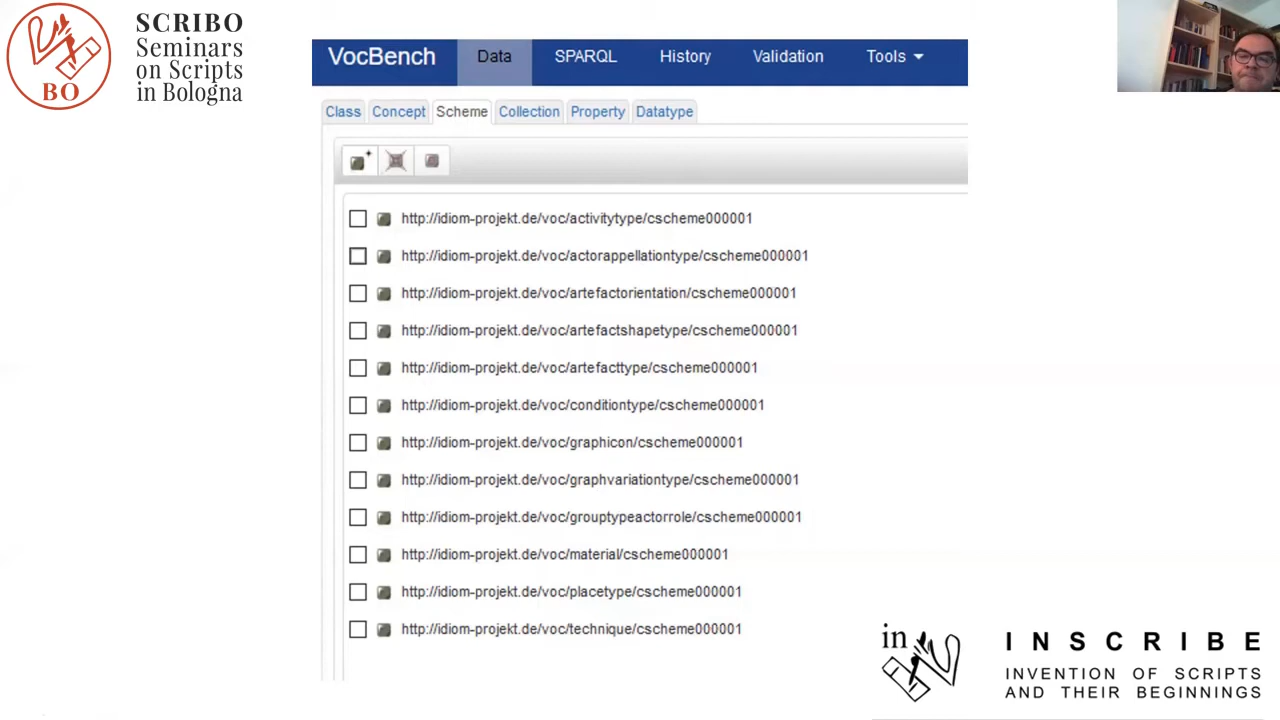 SCRIBO
Seminars
on Scripts
in Bologna
BO
VocBench Data SPARQL History Validation Tools
Class Concept Scheme Collection Property Datatype
http://idiom-projekt.de/voc/activitytype/cscheme000001
http://idiom-projekt.de/voc/actorappellationtype/cscheme000001
http://idiom-projekt.de/voc/artefactorientation/cscheme000001
http://idiom-projekt.de/voc/artefactshapetype/cscheme000001
http://idiom-projekt.de/voc/artefacttype/cscheme000001
http://idiom-projekt.de/voc/conditiontype/cscheme000001
http://idiom-projekt.de/voc/graphicon/cscheme000001
http://idiom-projekt.de/voc/graphvariationtype/cscheme000001
http://idiom-projekt.de/voc/grouptypeactorrole/cscheme000001
http://idiom-projekt.de/voc/material/cscheme000001
http://idiom-projekt.de/voc/placetype/cscheme000001
http://idiom-projekt.de/voc/technique/cscheme000001
in
INSCRIBE
INVENTION OF SCRIPTS
AND THEIR BEGINNINGS